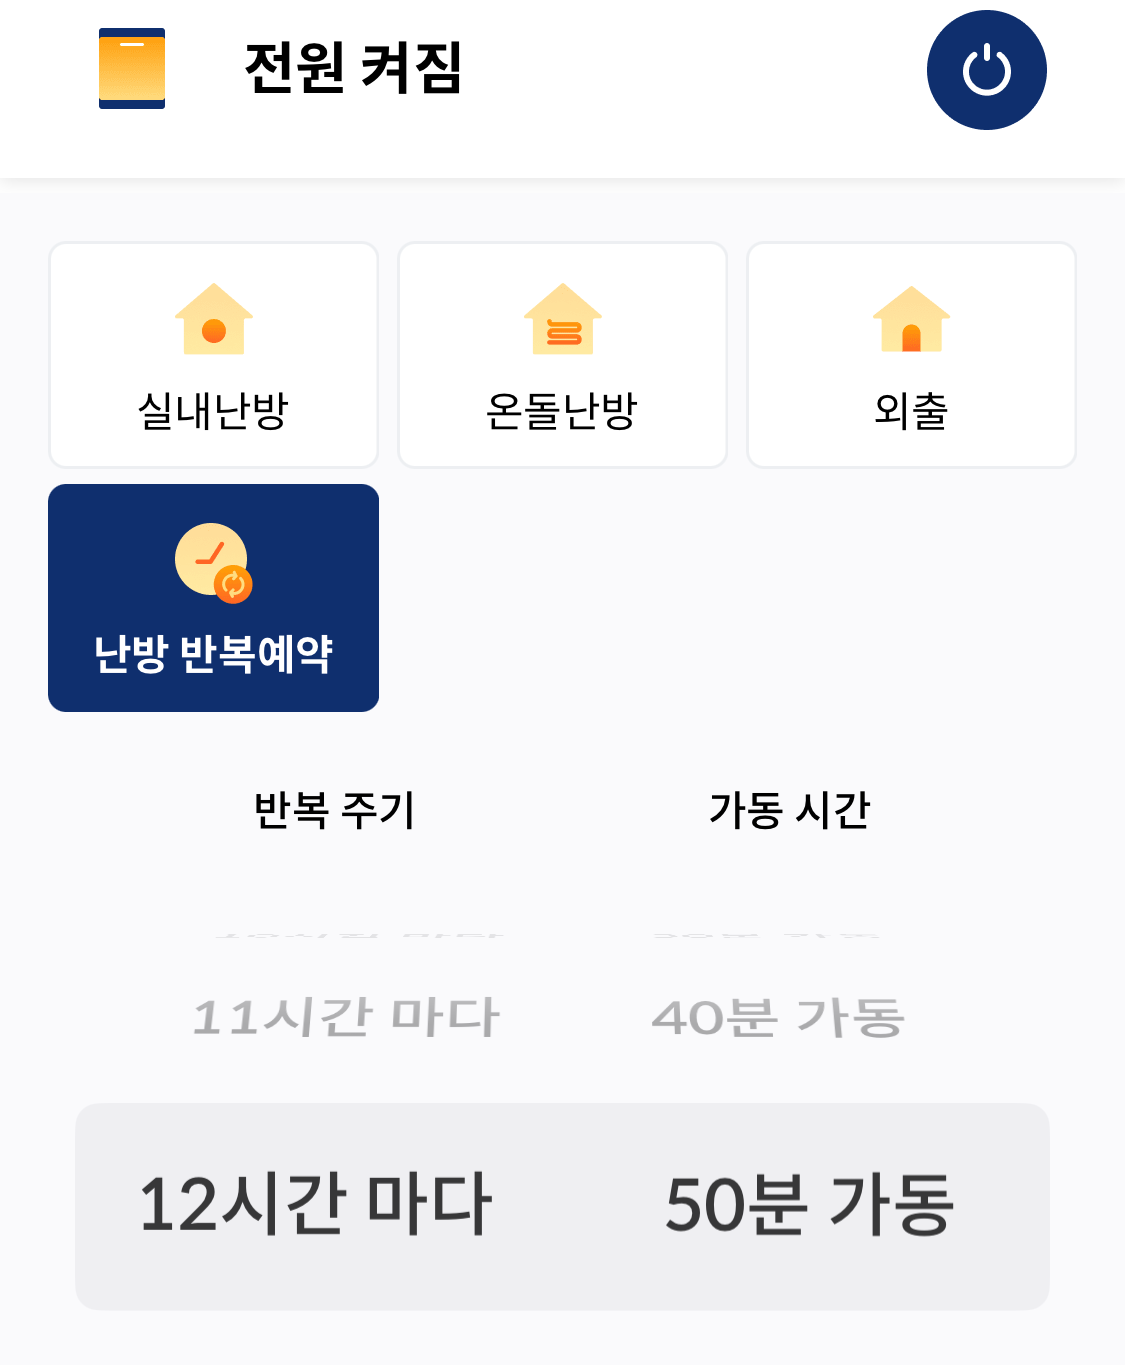 전원 켜짐
실내난방 온돌난방 외출
난방 반복예약
반복 주기 가동 시간
11시간 마다 40분 가동
12시간 마다 50분 가동